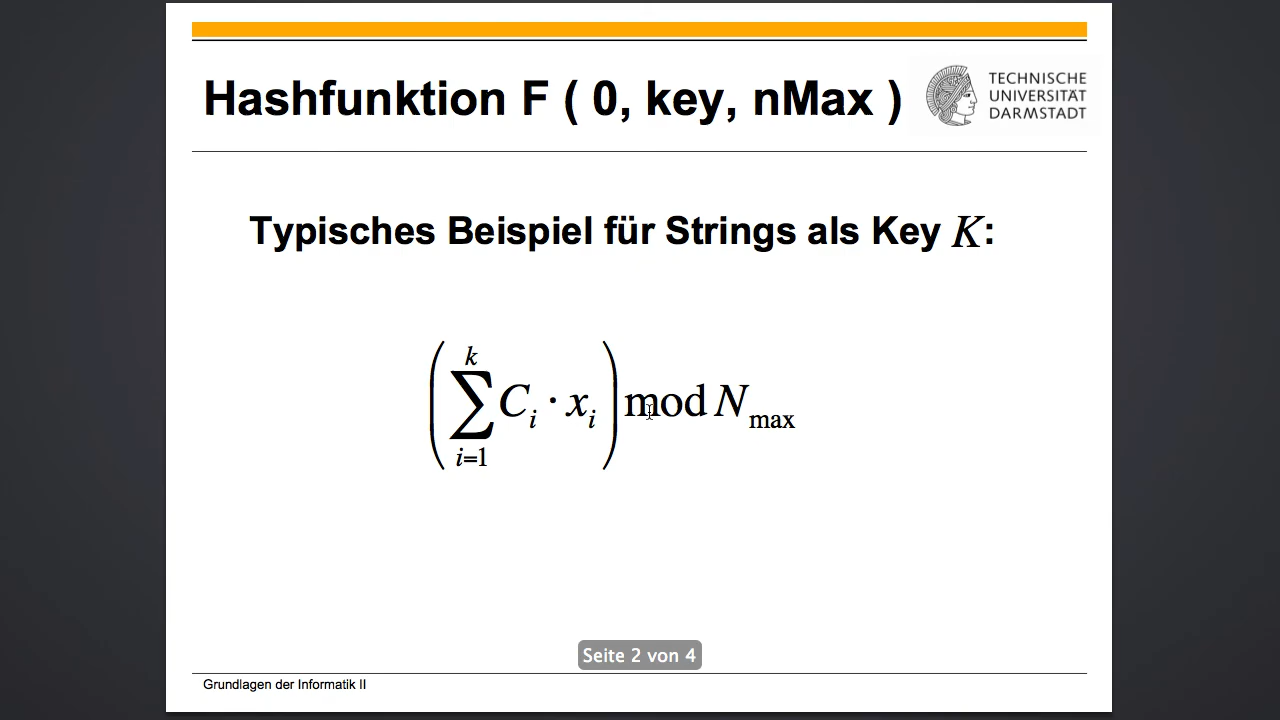 Hashfunktion F ( 0, key, nMax )
TECHNISCHE
UNIVERSITÄT
DARMSTADT
Typisches Beispiel für Strings als Key K:
( k ∑ i=1 C_i · x_i ) mod N_max
Seite 2 von 4
Grundlagen der Informatik II